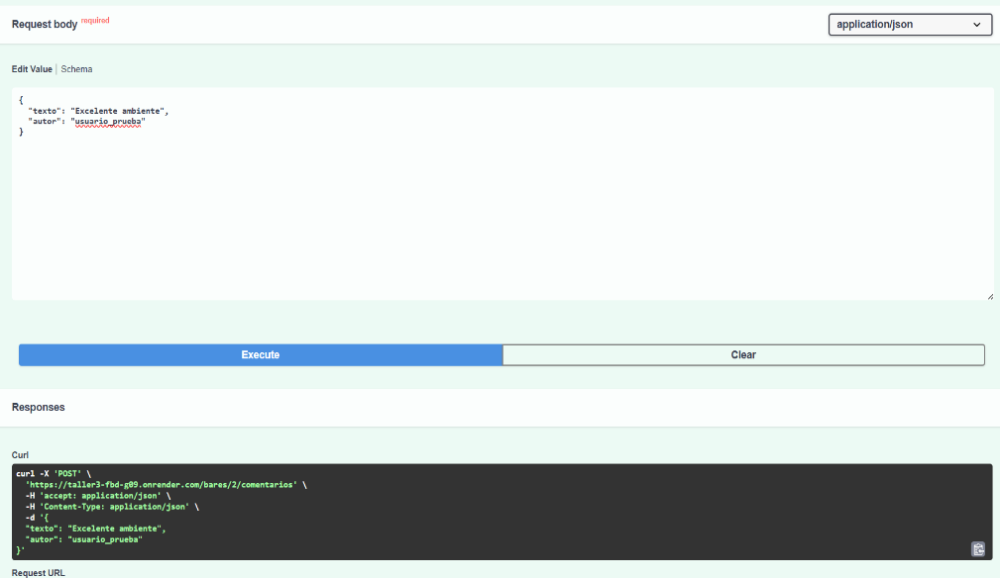 Request body required
application/json
Edit Value | Schema
{
  "texto": "Excelente ambiente",
  "autor": "usuario_prueba"
}
Execute
Clear
Responses
Curl
curl -X 'POST' \
  'https://taller3-fbd-g09.onrender.com/bares/2/comentarios' \
  -H 'accept: application/json' \
  -H 'Content-Type: application/json' \
  -d '{
  "texto": "Excelente ambiente",
  "autor": "usuario_prueba"
}'
Request URL